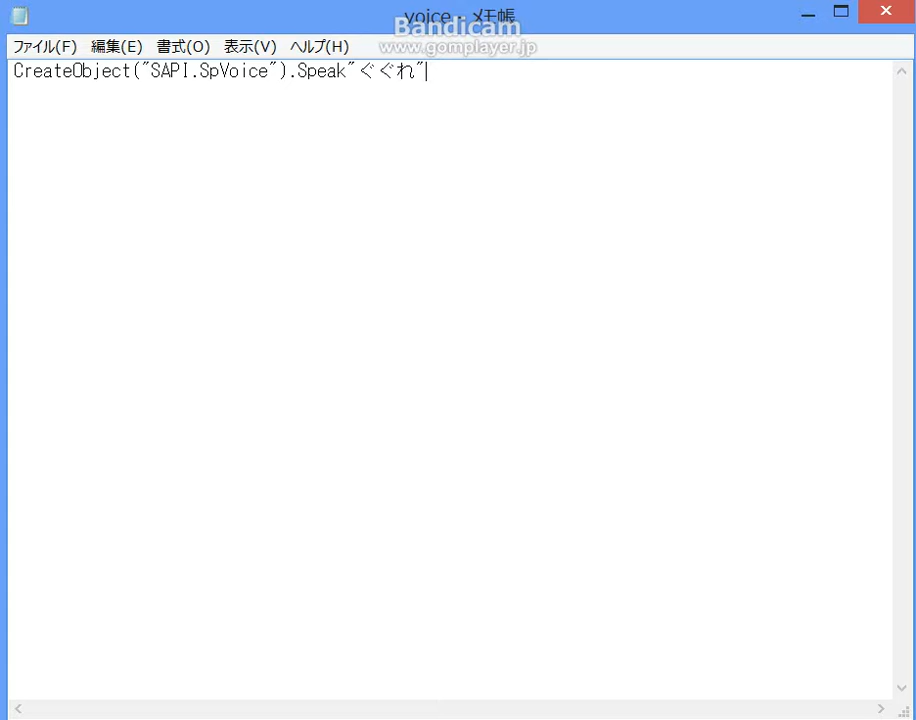 voice - メモ帳
Bandicam
www.gomplayer.jp
ファイル(F) 編集(E) 書式(O) 表示(V) ヘルプ(H)
CreateObject("SAPI.SpVoice").Speak"ぐぐれ"